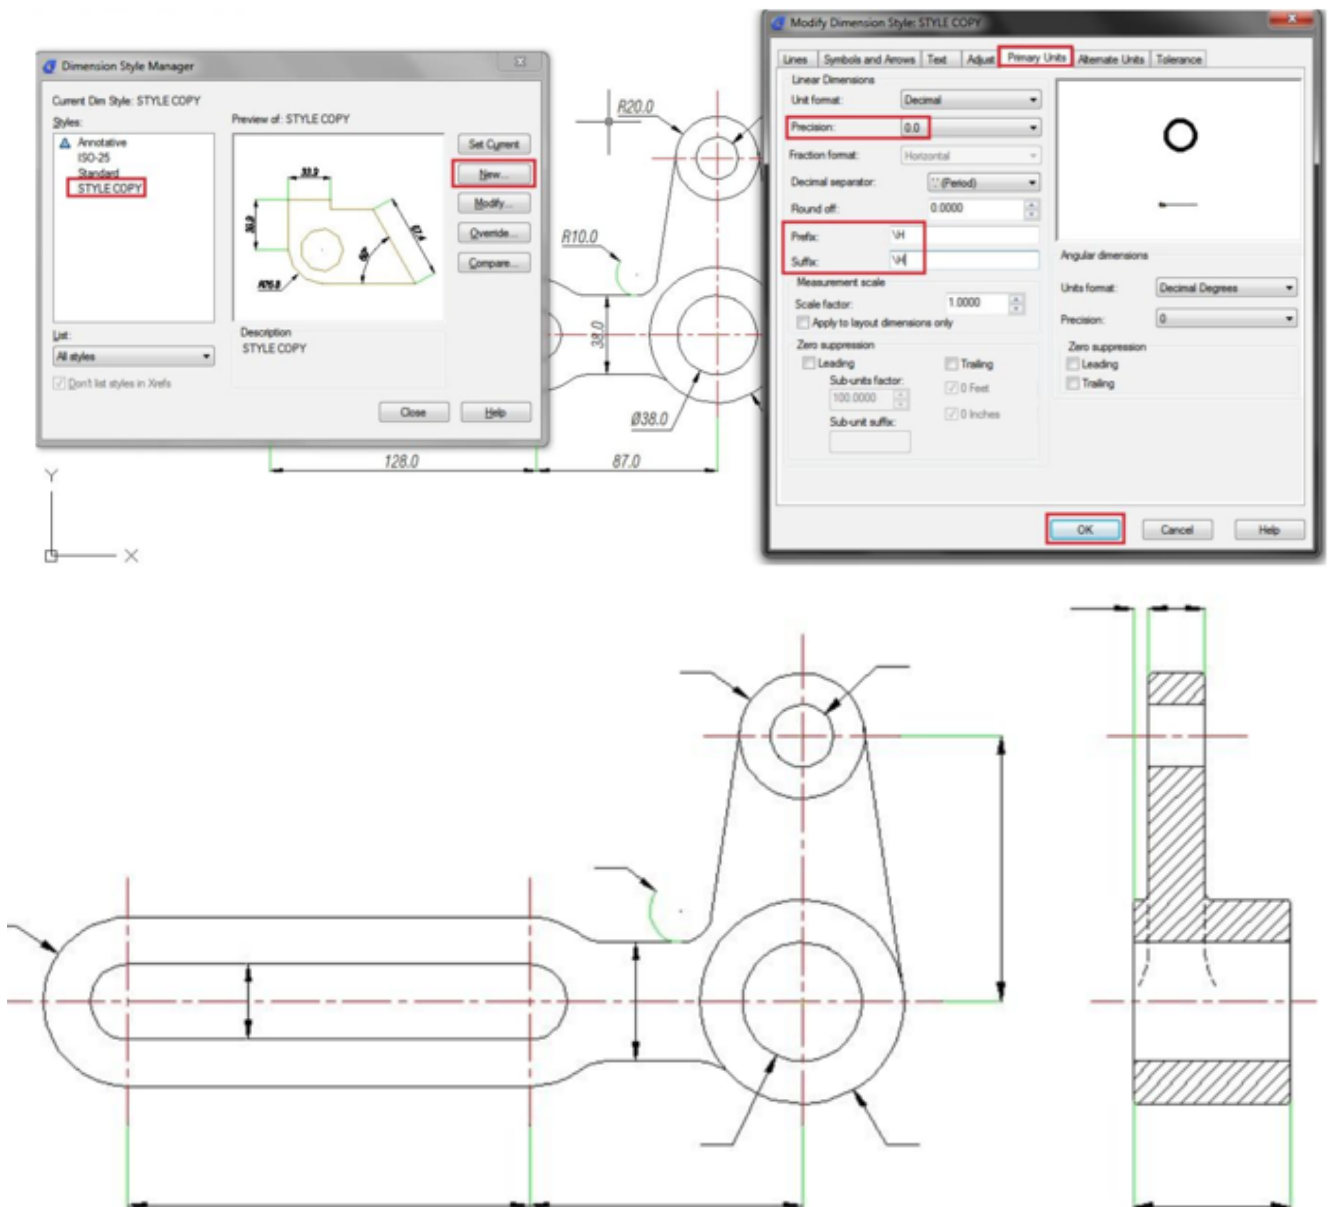 Dimension Style Manager
Current Dim Style: STYLE COPY
Styles:
Annotative
ISO-25
Standard
STYLE COPY
Preview of: STYLE COPY
Set Current
New...
Modify...
Override...
Compare...
List:
All styles
Don't list styles in Xrefs
Description
STYLE COPY
Close
Help
R20.0
R10.0
38.0
Ø38.0
128.0
87.0
Y
X
Modify Dimension Style: STYLE COPY
Lines
Symbols and Arrows
Text
Adjust
Primary Units
Alternate Units
Tolerance
Linear Dimensions
Unit format:
Decimal
Precision:
0.0
Fraction format:
Horizontal
Decimal separator:
'.' (Period)
Round off:
0.0000
Prefix:
\H
Suffix:
\H
Measurement scale
Scale factor:
1.0000
Apply to layout dimensions only
Zero suppression
Leading
Trailing
Sub-units factor:
100.0000
0 Feet
Sub-unit suffix:
0 Inches
Angular dimensions
Units format:
Decimal Degrees
Precision:
0
Zero suppression
Leading
Trailing
OK
Cancel
Help